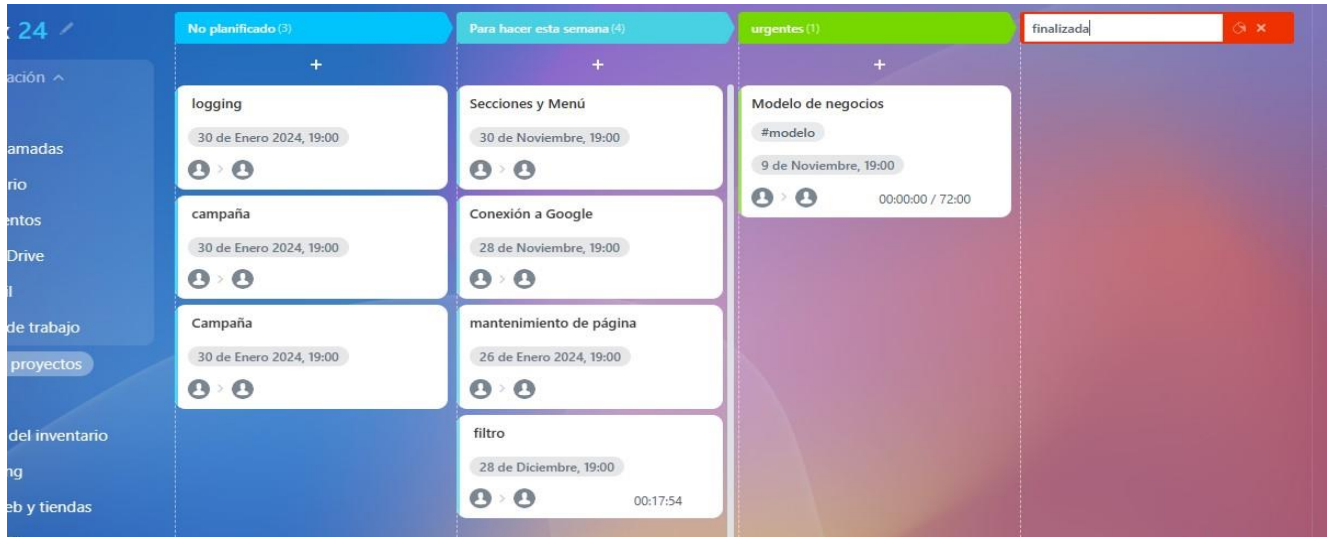 24
ación
amadas
rio
entos
Drive
l
de trabajo
proyectos
del inventario
ng
eb y tiendas
No planificado (3)
+
logging
30 de Enero 2024, 19:00
campaña
30 de Enero 2024, 19:00
Campaña
30 de Enero 2024, 19:00
Para hacer esta semana (4)
+
Secciones y Menú
30 de Noviembre, 19:00
Conexión a Google
28 de Noviembre, 19:00
mantenimiento de página
26 de Enero 2024, 19:00
filtro
28 de Diciembre, 19:00
00:17:54
urgentes (1)
+
Modelo de negocios
#modelo
9 de Noviembre, 19:00
00:00:00 / 72:00
finalizada